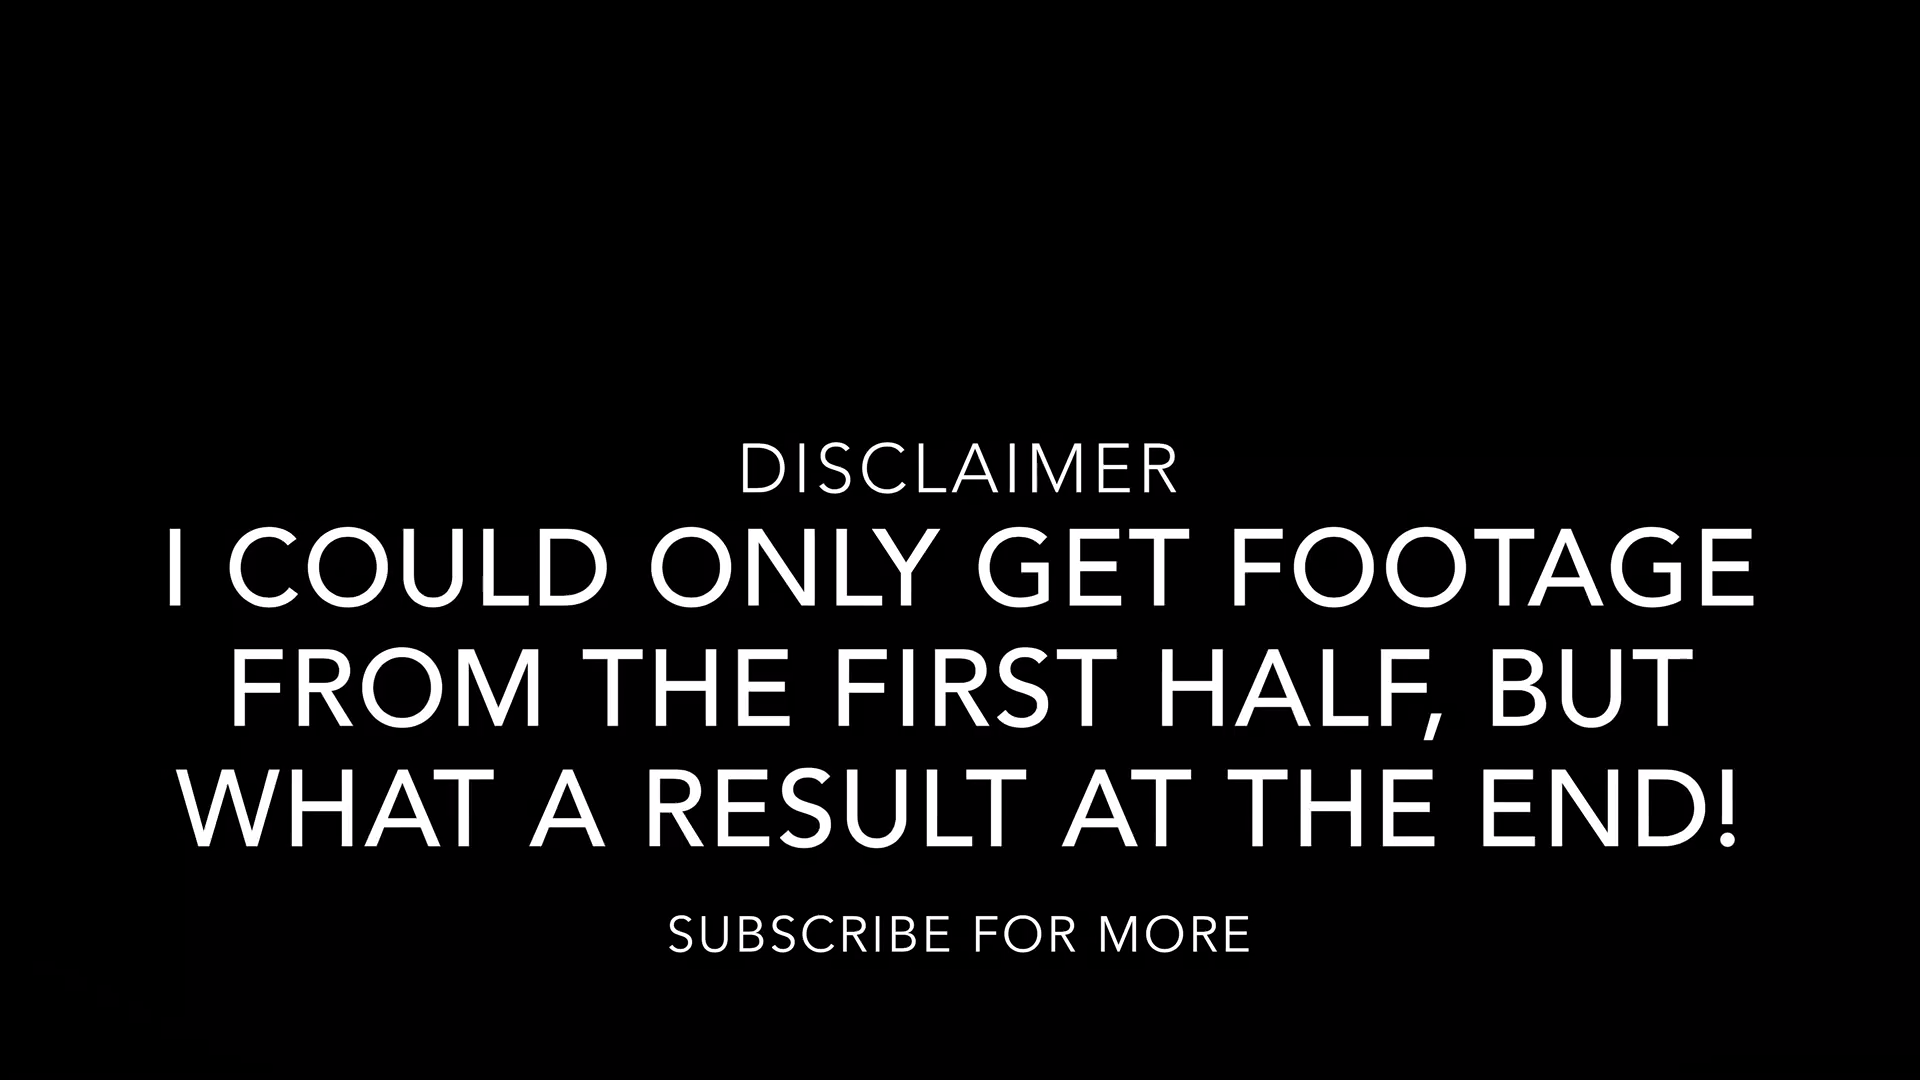 DISCLAIMER
I COULD ONLY GET FOOTAGE
FROM THE FIRST HALF, BUT
WHAT A RESULT AT THE END!
SUBSCRIBE FOR MORE